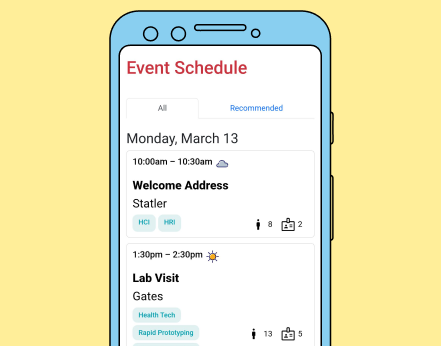 Event Schedule
All Recommended
Monday, March 13
10:00am – 10:30am
Welcome Address
Statler
HCI HRI 8 2
1:30pm – 2:30pm
Lab Visit
Gates
Health Tech
Rapid Prototyping 13 5